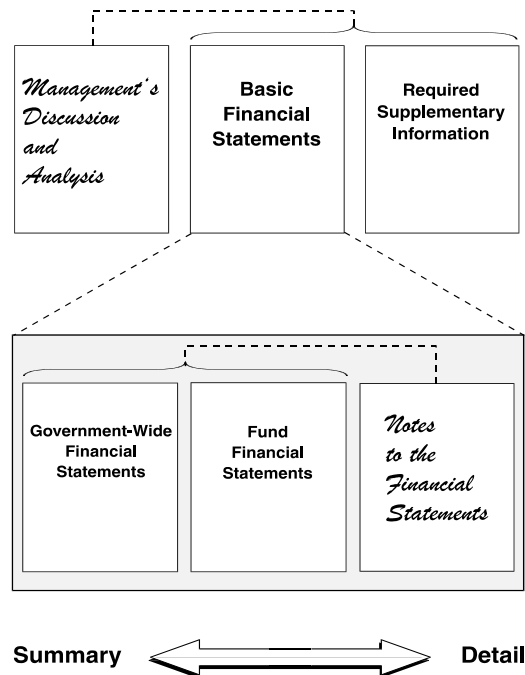 Management's
Discussion
and
Analysis
Basic
Financial
Statements
Required
Supplementary
Information
Government-Wide
Financial
Statements
Fund
Financial
Statements
Notes
to the
Financial
Statements
Summary
Detail